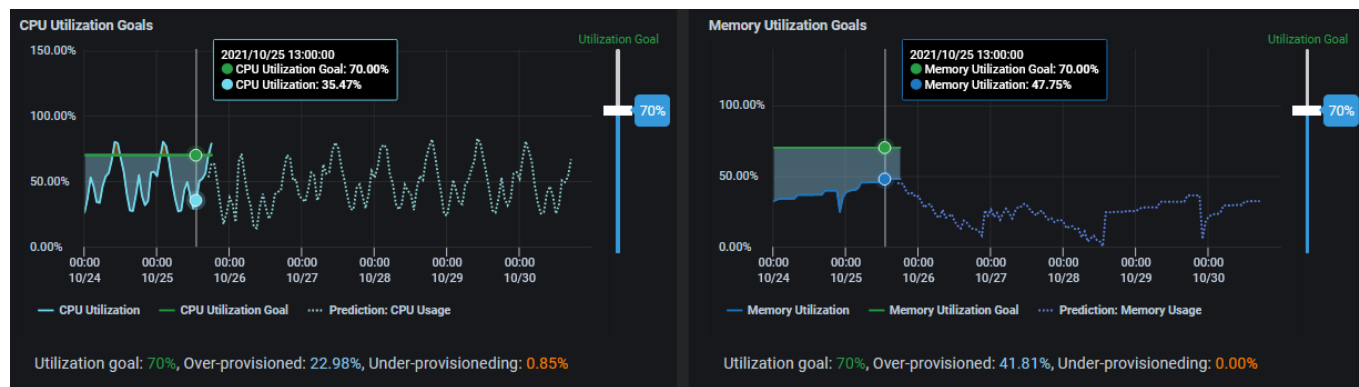 CPU Utilization Goals
Utilization Goal
150.00%
100.00%
50.00%
0.00%
2021/10/25 13:00:00
CPU Utilization Goal: 70.00%
CPU Utilization: 35.47%
70%
00:00 00:00 00:00 00:00 00:00 00:00 00:00
10/24 10/25 10/26 10/27 10/28 10/29 10/30
CPU Utilization CPU Utilization Goal Prediction: CPU Usage
Utilization goal: 70%, Over-provisioned: 22.98%, Under-provisioneding: 0.85%
Memory Utilization Goals
Utilization Goal
100.00%
50.00%
0.00%
2021/10/25 13:00:00
Memory Utilization Goal: 70.00%
Memory Utilization: 47.75%
70%
00:00 00:00 00:00 00:00 00:00 00:00 00:00
10/24 10/25 10/26 10/27 10/28 10/29 10/30
Memory Utilization Memory Utilization Goal Prediction: Memory Usage
Utilization goal: 70%, Over-provisioned: 41.81%, Under-provisioneding: 0.00%